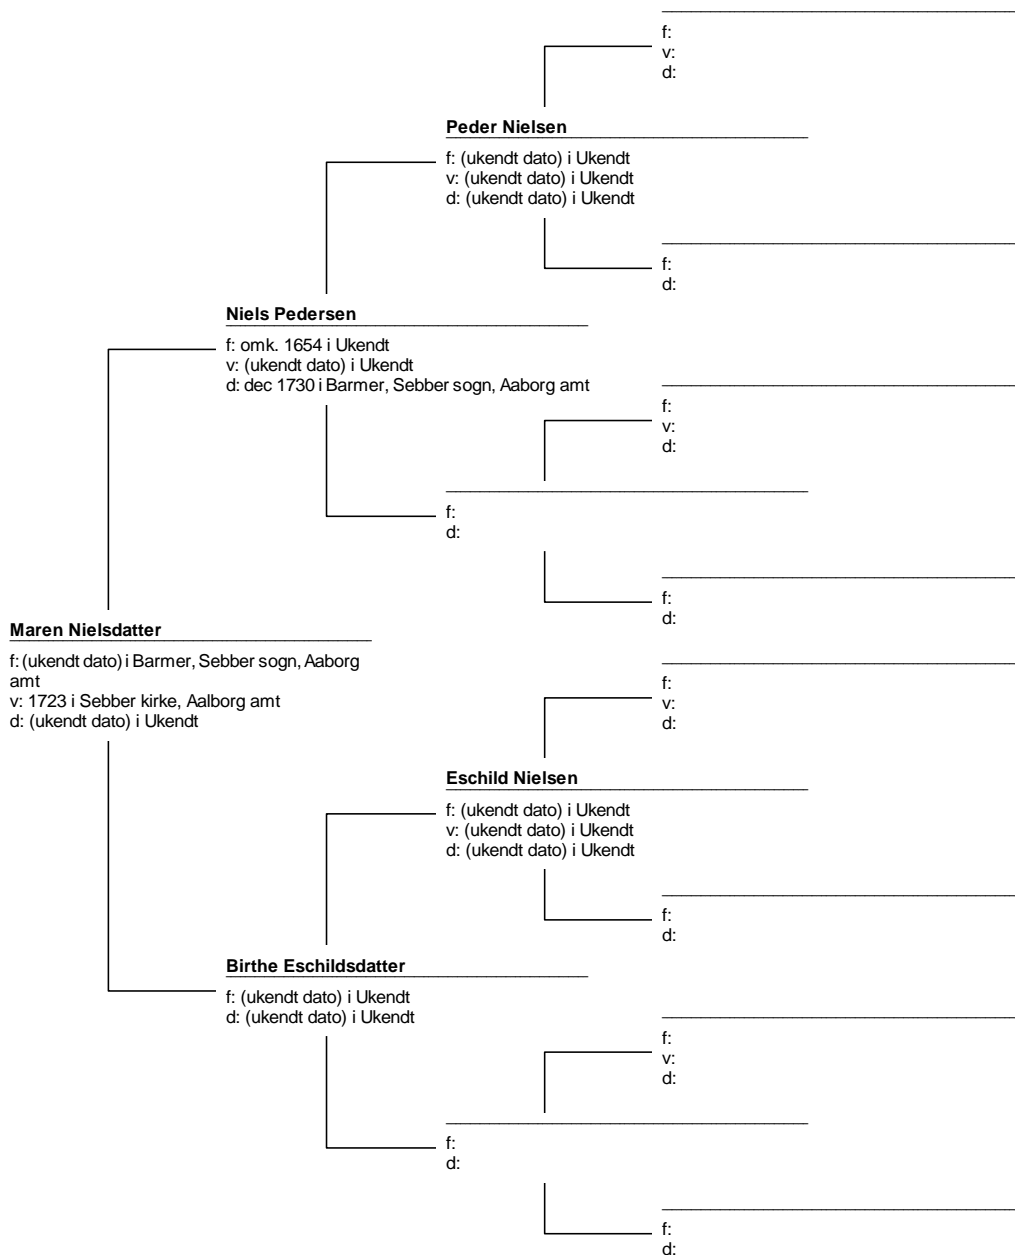 f:
v:
d:
Peder Nielsen
f: (ukendt dato) i Ukendt
v: (ukendt dato) i Ukendt
d: (ukendt dato) i Ukendt
f:
d:
Niels Pedersen
f: omk. 1654 i Ukendt
v: (ukendt dato) i Ukendt
d: dec 1730 i Barmer, Sebber sogn, Aaborg amt
f:
v:
d:
f:
d:
f:
d:
Maren Nielsdatter
f: (ukendt dato) i Barmer, Sebber sogn, Aaborg
amt
v: 1723 i Sebber kirke, Aalborg amt
d: (ukendt dato) i Ukendt
f:
v:
d:
Eschild Nielsen
f: (ukendt dato) i Ukendt
v: (ukendt dato) i Ukendt
d: (ukendt dato) i Ukendt
f:
d:
Birthe Eschildsdatter
f: (ukendt dato) i Ukendt
d: (ukendt dato) i Ukendt
f:
v:
d:
f:
d:
f:
d: